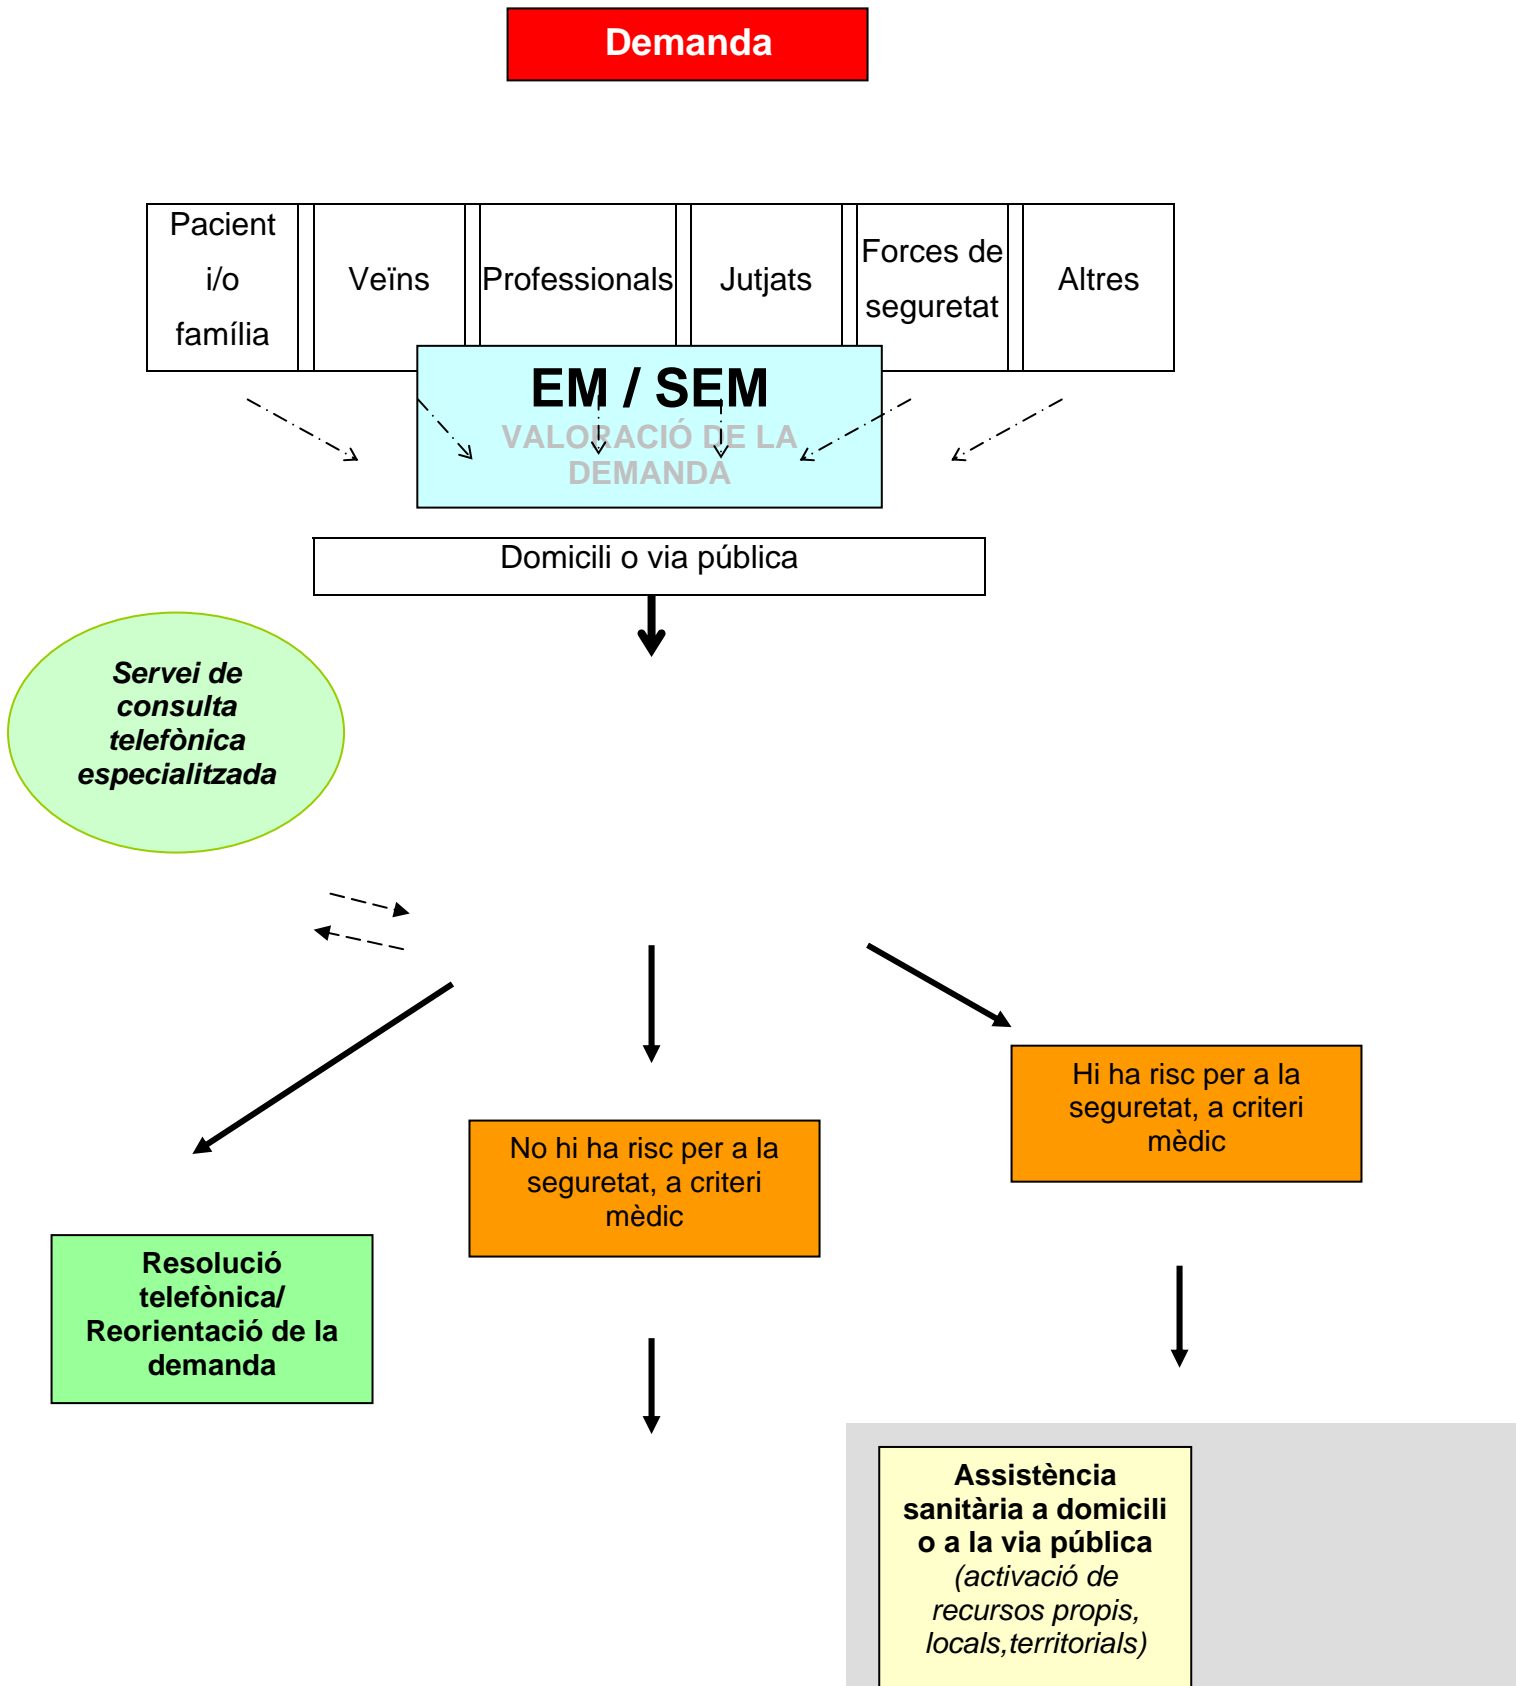 Demanda
Pacient
i/o
família
Veïns
Professionals
Jutjats
Forces de
seguretat
Altres
EM / SEM
VALORACIÓ DE LA
DEMANDA
Domicili o via pública
Servei de
consulta
telefònica
especialitzada
Hi ha risc per a la
seguretat, a criteri
mèdic
No hi ha risc per a la
seguretat, a criteri
mèdic
Resolució
telefònica/
Reorientació de la
demanda
Assistència
sanitària a domicili
o a la via pública
(activació de
recursos propis,
locals,territorials)